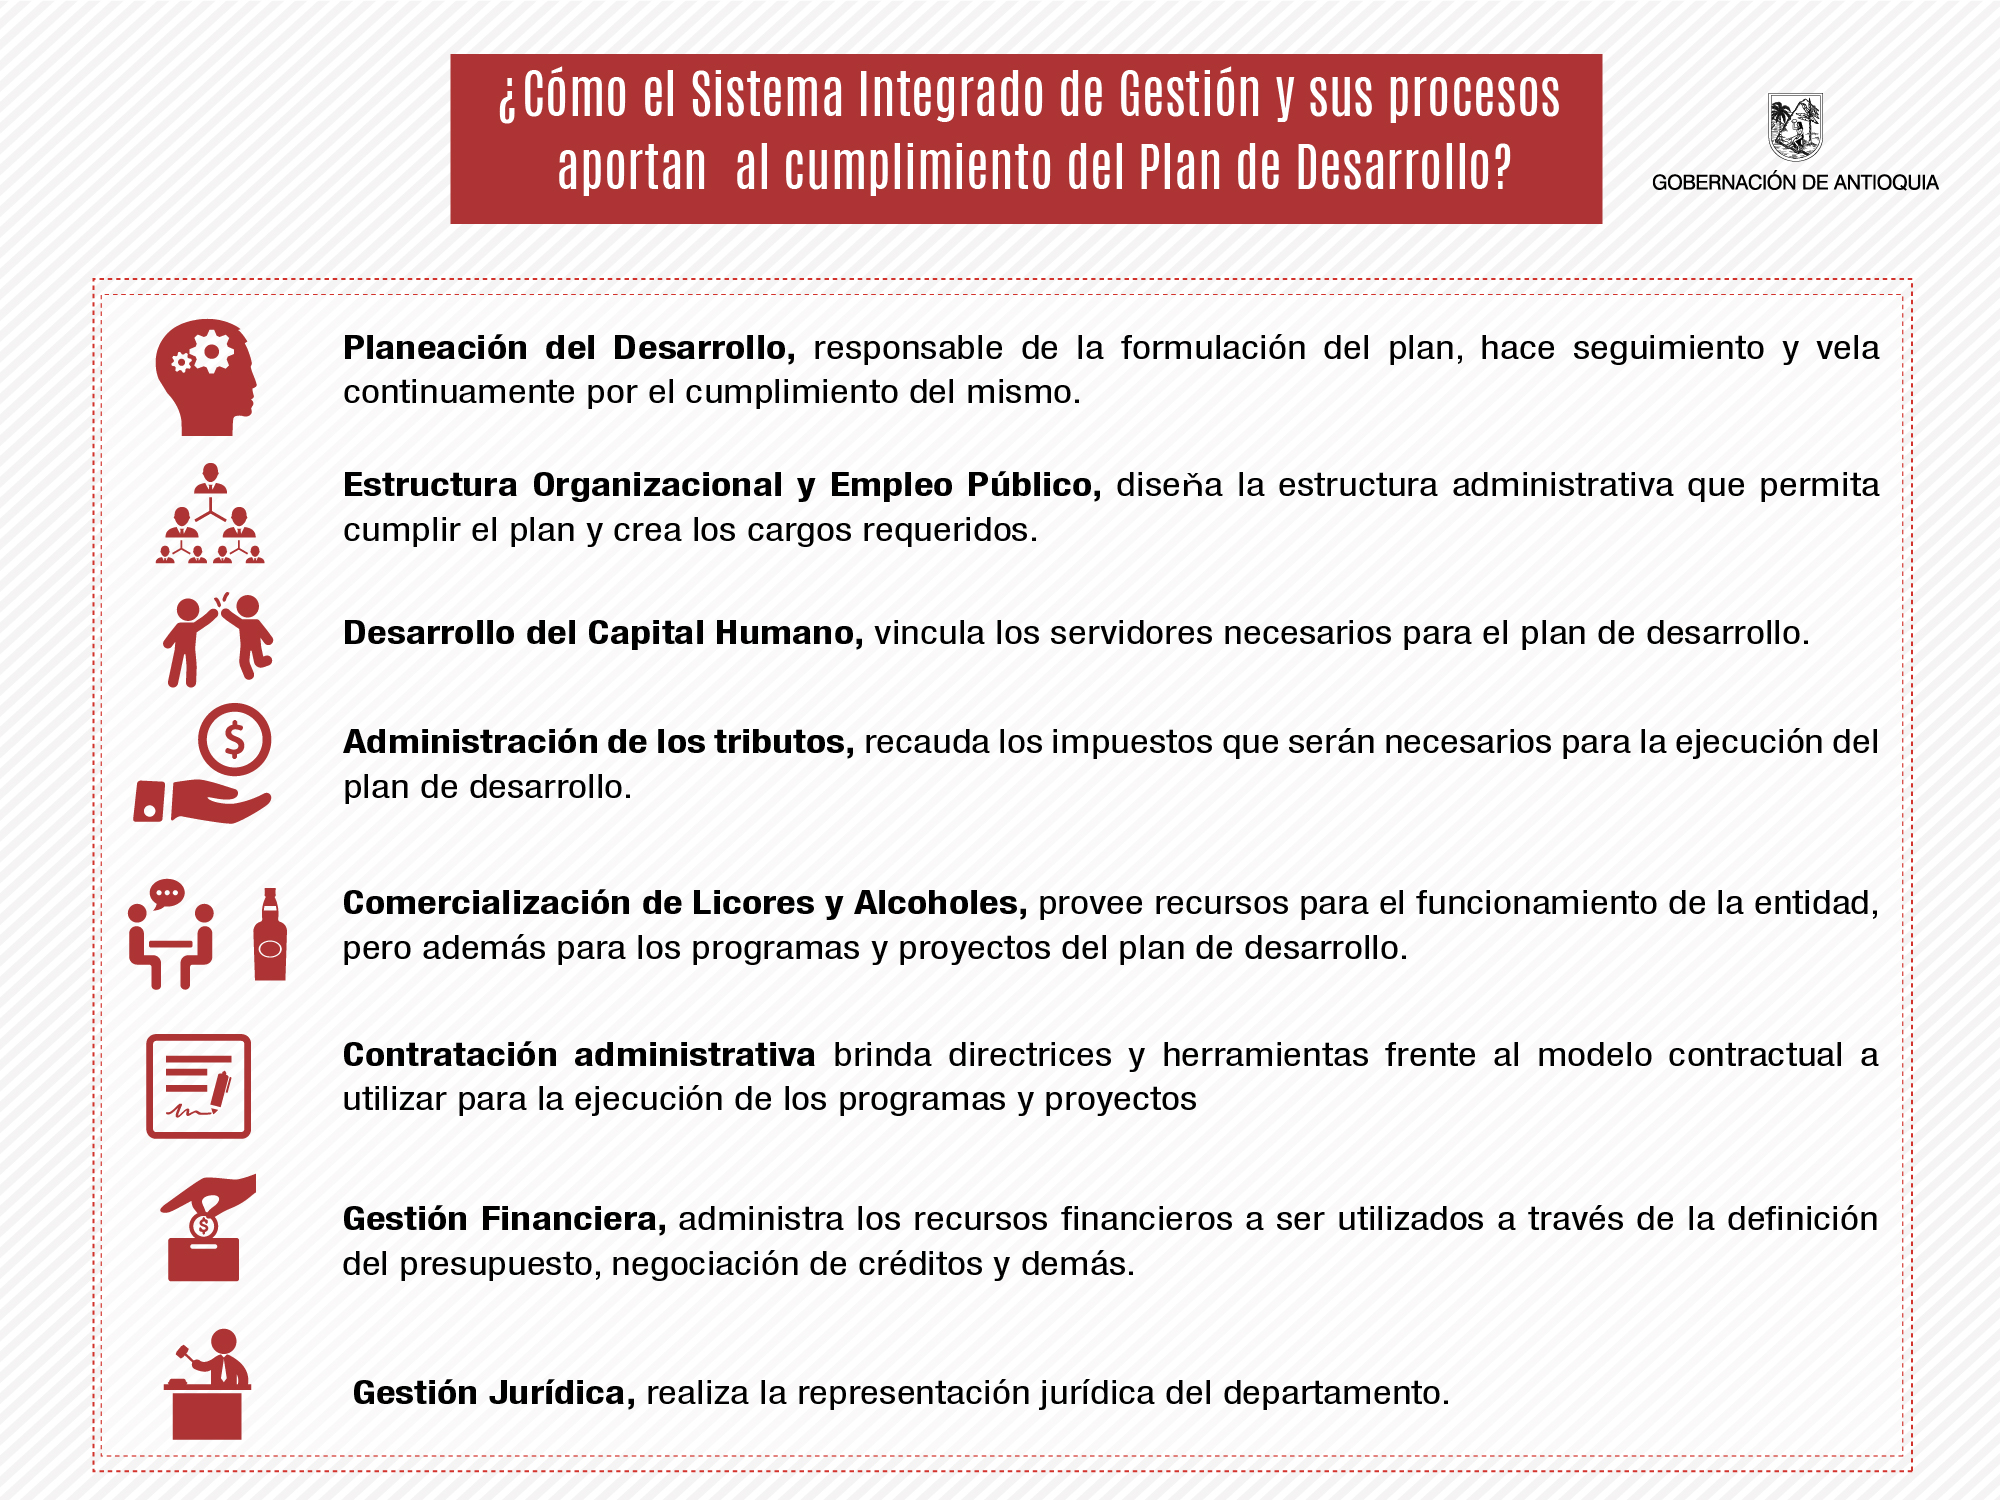 ¿Cómo el Sistema Integrado de Gestión y sus procesos
aportan al cumplimiento del Plan de Desarrollo?
GOBERNACIÓN DE ANTIOQUIA
Planeación del Desarrollo, responsable de la formulación del plan, hace seguimiento y vela
continuamente por el cumplimiento del mismo.
Estructura Organizacional y Empleo Público, diseňa la estructura administrativa que permita
cumplir el plan y crea los cargos requeridos.
Desarrollo del Capital Humano, vincula los servidores necesarios para el plan de desarrollo.
$
Administración de los tributos, recauda los impuestos que serán necesarios para la ejecución del
plan de desarrollo.
Comercialización de Licores y Alcoholes, provee recursos para el funcionamiento de la entidad,
pero además para los programas y proyectos del plan de desarrollo.
Contratación administrativa brinda directrices y herramientas frente al modelo contractual a
utilizar para la ejecución de los programas y proyectos
$
Gestión Financiera, administra los recursos financieros a ser utilizados a través de la definición
del presupuesto, negociación de créditos y demás.
Gestión Jurídica, realiza la representación jurídica del departamento.